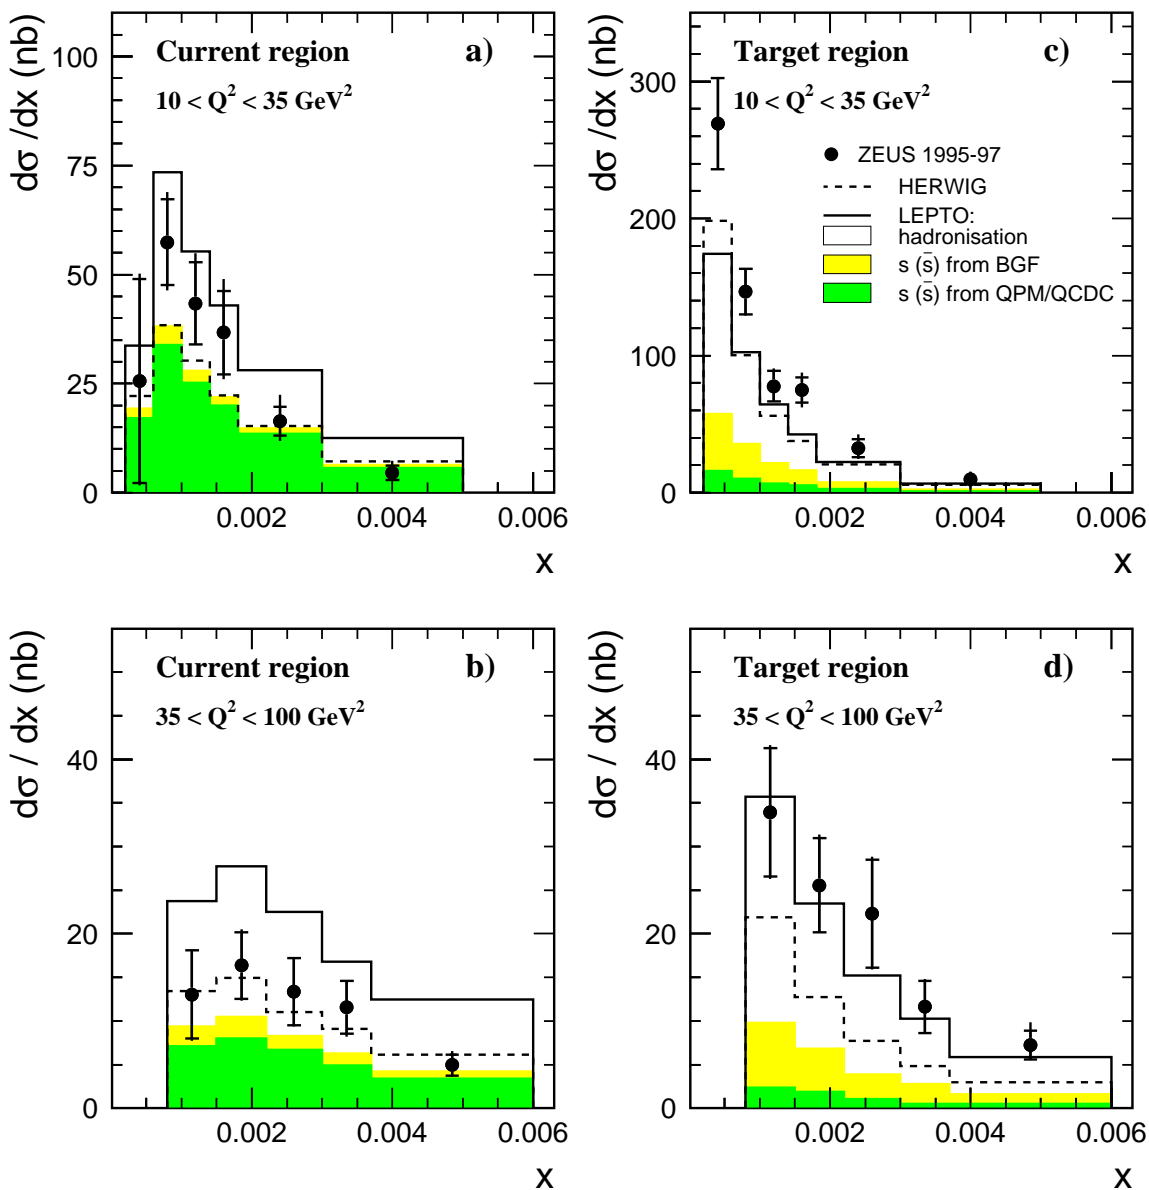 Current region a)
10 < Q² < 35 GeV²
dσ /dx (nb)
100
75
50
25
0
0.002 0.004 0.006
x
Target region c)
10 < Q² < 35 GeV²
dσ /dx (nb)
300
200
100
0
ZEUS 1995-97
HERWIG
LEPTO:
hadronisation
s (s̄) from BGF
s (s̄) from QPM/QCDC
0.002 0.004 0.006
x
Current region b)
35 < Q² < 100 GeV²
dσ / dx (nb)
40
20
0
0.002 0.004 0.006
x
Target region d)
35 < Q² < 100 GeV²
dσ / dx (nb)
40
20
0
0.002 0.004 0.006
x